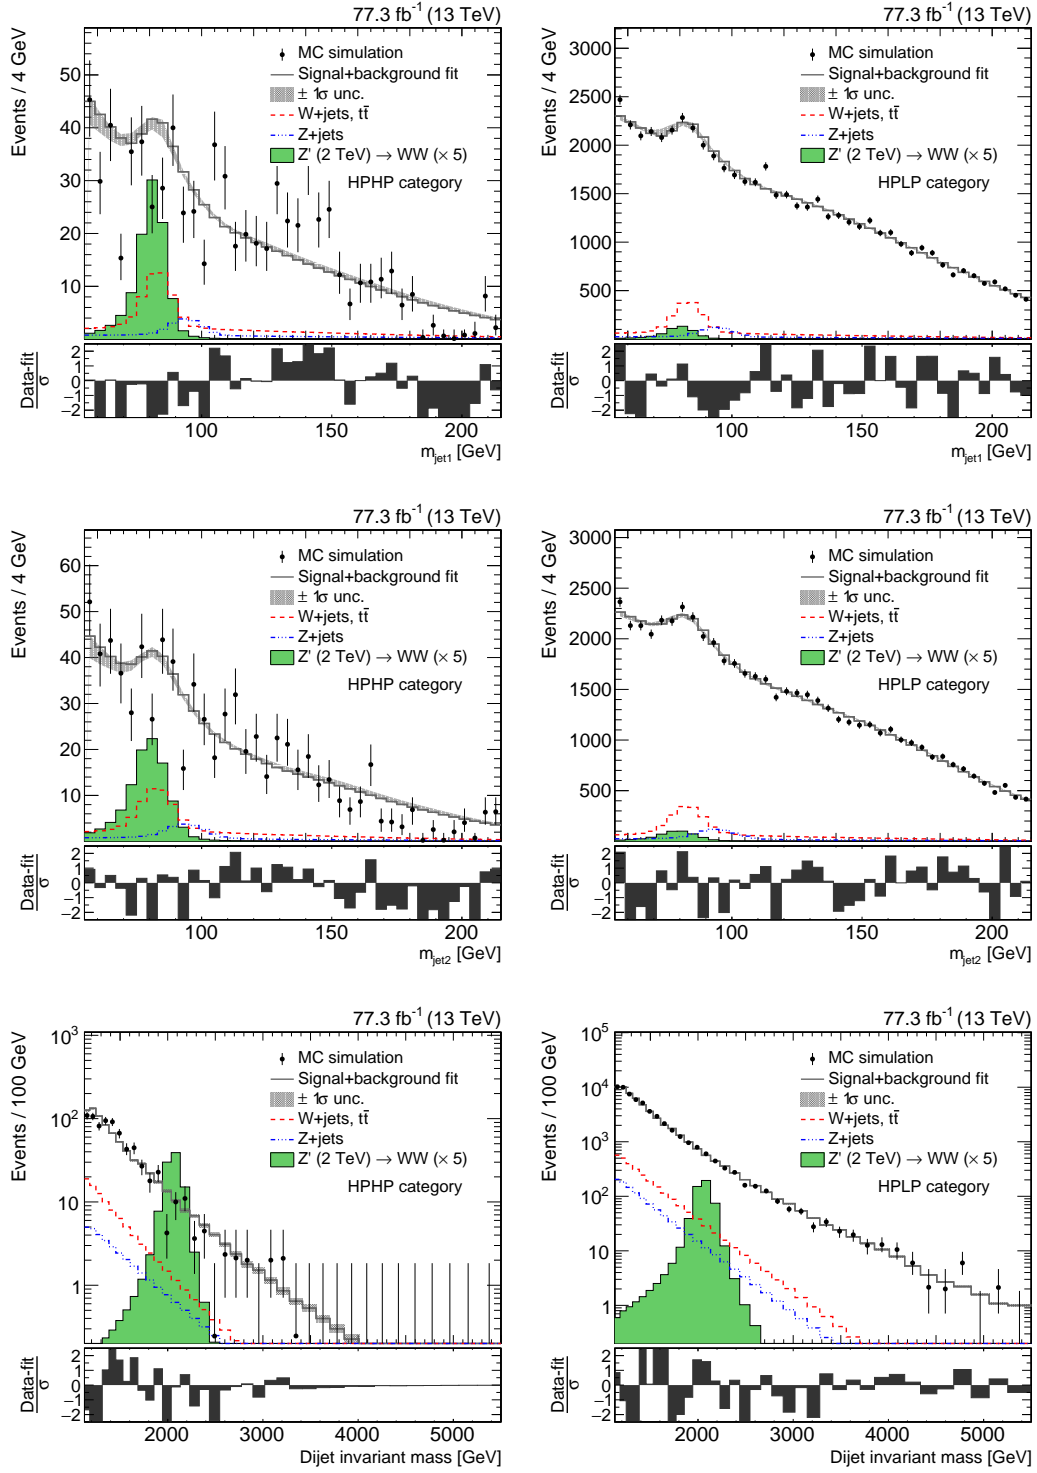 77.3 fb⁻¹ (13 TeV)
Events / 4 GeV
50
40
30
20
10
MC simulation
Signal+background fit
± 1σ unc.
W+jets, tt̄
Z+jets
Z' (2 TeV) → WW (× 5)
HPHP category
Data-fit
σ
2
1
0
−1
−2
100
150
200
m_jet1 [GeV]
77.3 fb⁻¹ (13 TeV)
Events / 4 GeV
3000
2500
2000
1500
1000
500
MC simulation
Signal+background fit
± 1σ unc.
W+jets, tt̄
Z+jets
Z' (2 TeV) → WW (× 5)
HPLP category
Data-fit
σ
2
1
0
−1
−2
100
150
200
m_jet1 [GeV]
77.3 fb⁻¹ (13 TeV)
Events / 4 GeV
60
50
40
30
20
10
MC simulation
Signal+background fit
± 1σ unc.
W+jets, tt̄
Z+jets
Z' (2 TeV) → WW (× 5)
HPHP category
Data-fit
σ
2
1
0
−1
−2
100
150
200
m_jet2 [GeV]
77.3 fb⁻¹ (13 TeV)
Events / 4 GeV
3000
2500
2000
1500
1000
500
MC simulation
Signal+background fit
± 1σ unc.
W+jets, tt̄
Z+jets
Z' (2 TeV) → WW (× 5)
HPLP category
Data-fit
σ
2
1
0
−1
−2
100
150
200
m_jet2 [GeV]
77.3 fb⁻¹ (13 TeV)
Events / 100 GeV
10³
10²
10
1
MC simulation
Signal+background fit
± 1σ unc.
W+jets, tt̄
Z+jets
Z' (2 TeV) → WW (× 5)
HPHP category
Data-fit
σ
2
1
0
−1
−2
2000
3000
4000
5000
Dijet invariant mass [GeV]
77.3 fb⁻¹ (13 TeV)
Events / 100 GeV
10⁵
10⁴
10³
10²
10
1
MC simulation
Signal+background fit
± 1σ unc.
W+jets, tt̄
Z+jets
Z' (2 TeV) → WW (× 5)
HPLP category
Data-fit
σ
2
1
0
−1
−2
2000
3000
4000
5000
Dijet invariant mass [GeV]